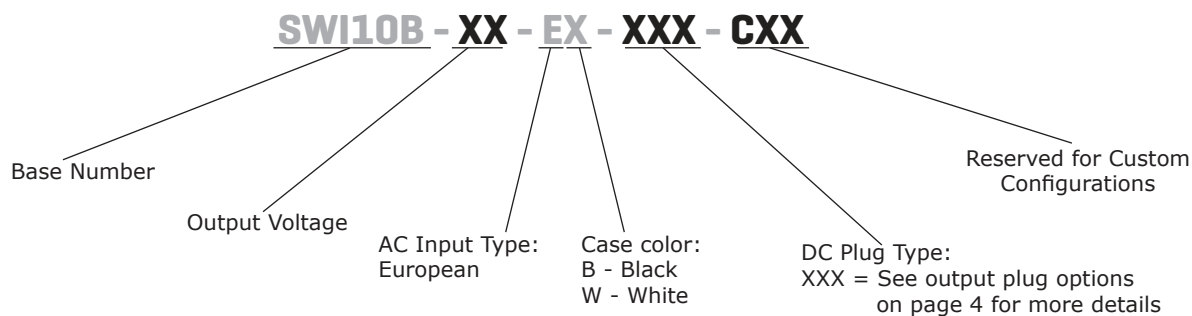 SWI10B - XX - EX - XXX - CXX
Base Number
Output Voltage
AC Input Type:
European
Case color:
B - Black
W - White
DC Plug Type:
XXX = See output plug options
on page 4 for more details
Reserved for Custom
Configurations